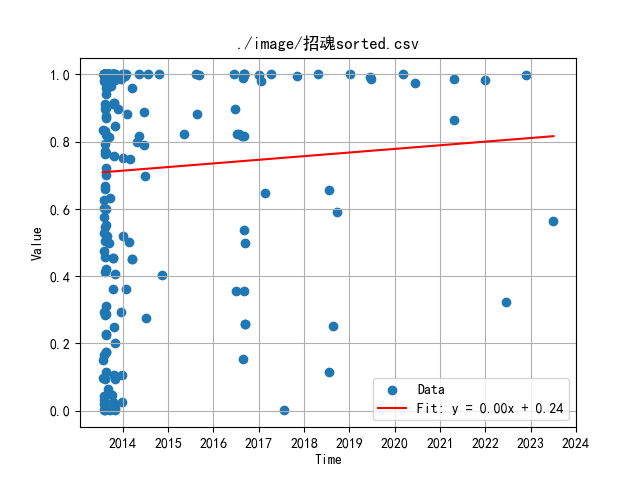 ./image/招魂sorted.csv
1.0
0.8
0.6
0.4
0.2
0.0
Value
2014 2015 2016 2017 2018 2019 2020 2021 2022 2023 2024
Time
Data
Fit: y = 0.00x + 0.24